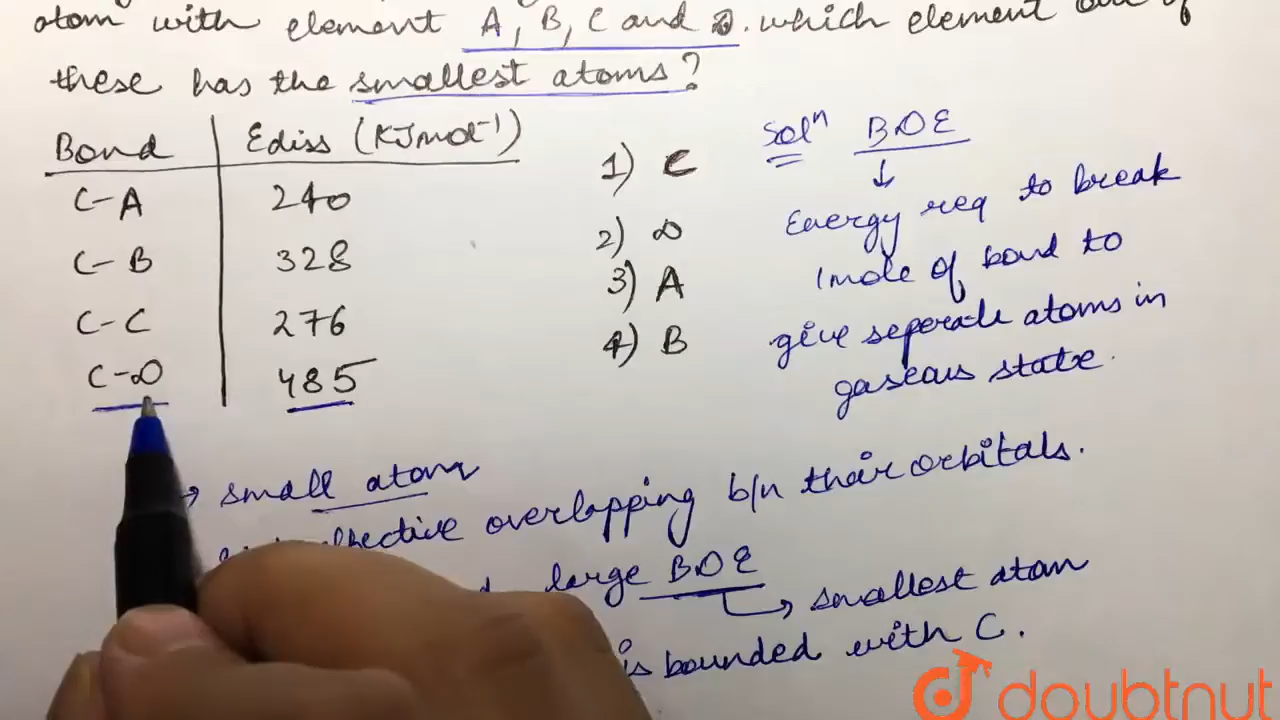 atom with element A, B, C and D. which element out of
these has the smallest atoms?
Bond Ediss (KJmol⁻¹)
C-A 240
C-B 328
C-C 276
C-D 485
1) C
2) D
3) A
4) B
Solⁿ BDE
↓
Energy req to break
1mole of bond to
give seperate atoms in
gaseous state.
→ small atom
effective overlapping b/n their orbitals.
large BDE
→ smallest atom
is bounded with C.
doubtnut